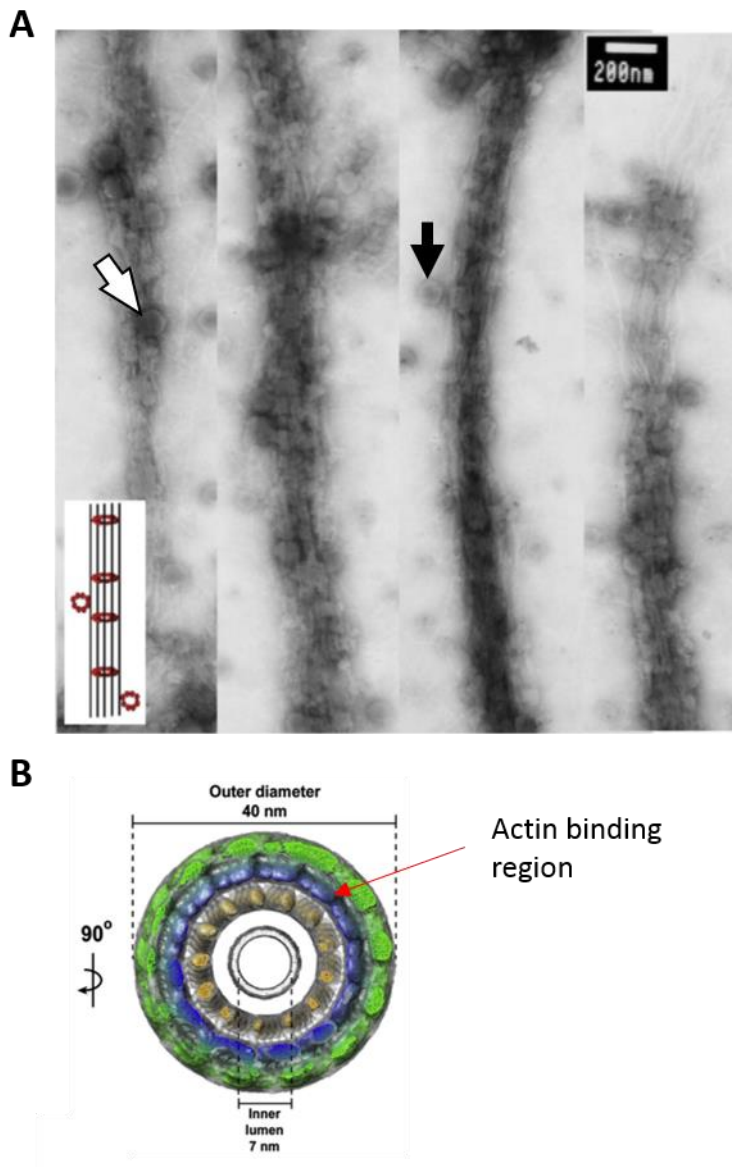 A
200nm
B
Outer diameter
40 nm
Actin binding
region
90°
Inner
lumen
7 nm